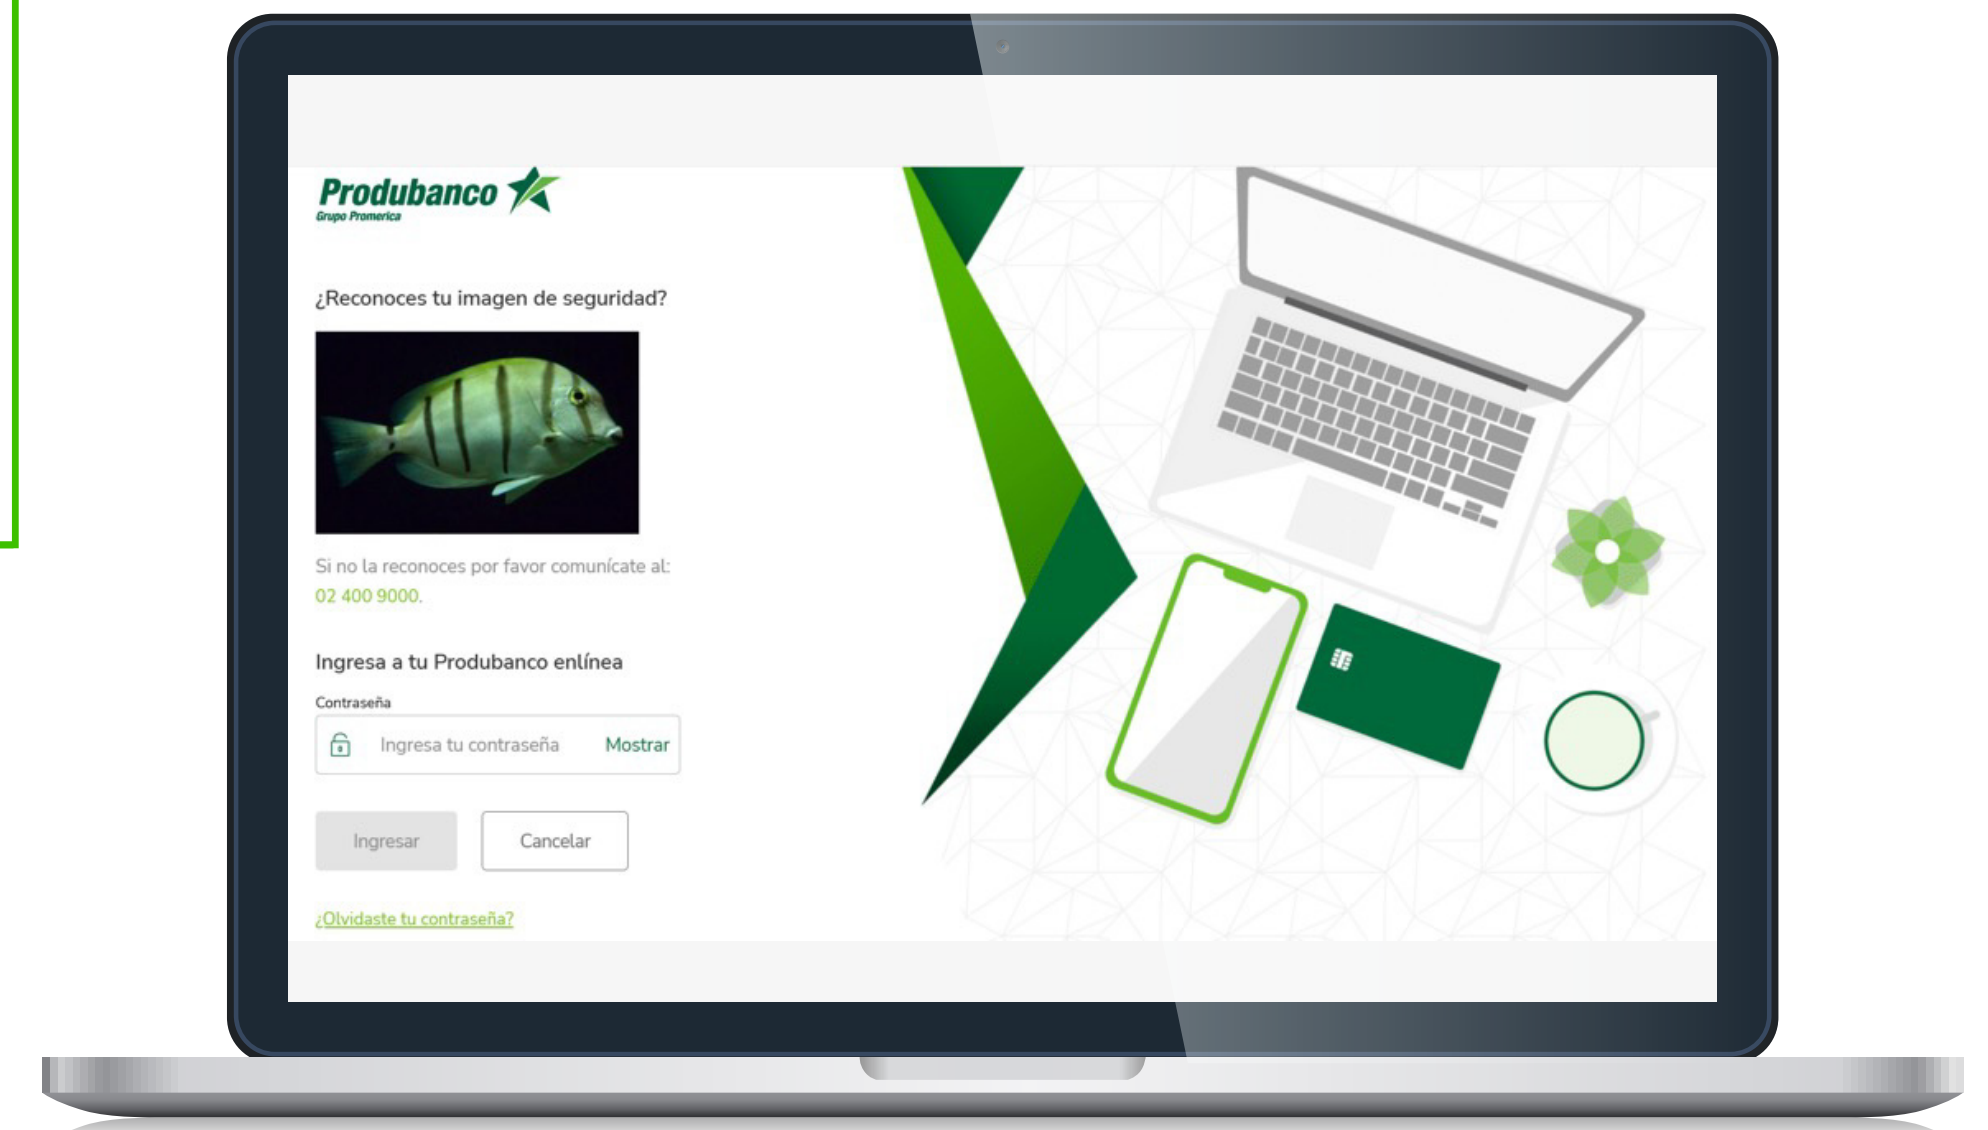 Produbanco
Grupo Promerica
¿Reconoces tu imagen de seguridad?
Si no la reconoces por favor comunícate al:
02 400 9000.
Ingresa a tu Produbanco enlínea
Contraseña
Ingresa tu contraseña Mostrar
Ingresar Cancelar
¿Olvidaste tu contraseña?